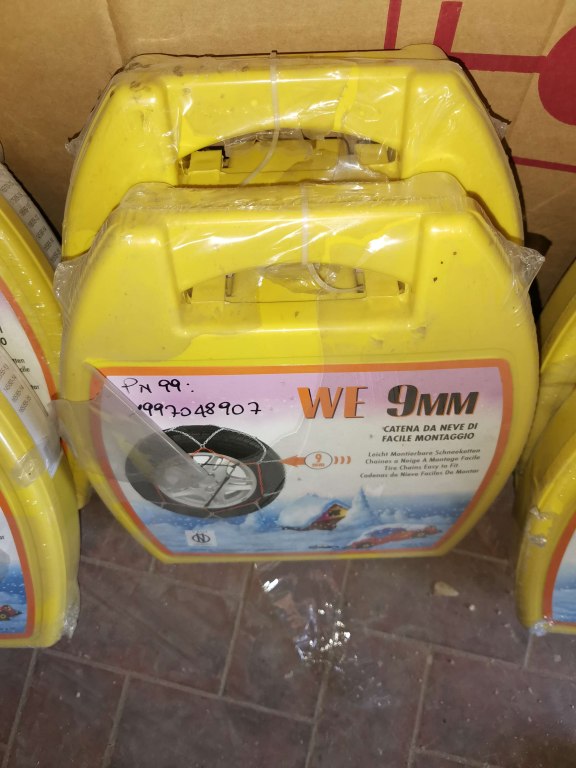 PN 99:
997048907
WE 9MM
CATENA DA NEVE DI
FACILE MONTAGGIO
Leicht Montierbare Schneeketten
Chaines a Neige A Montage Facile
Tire Chains Easy to Fit
Cadenas de Nieve Faciles De Montar
9